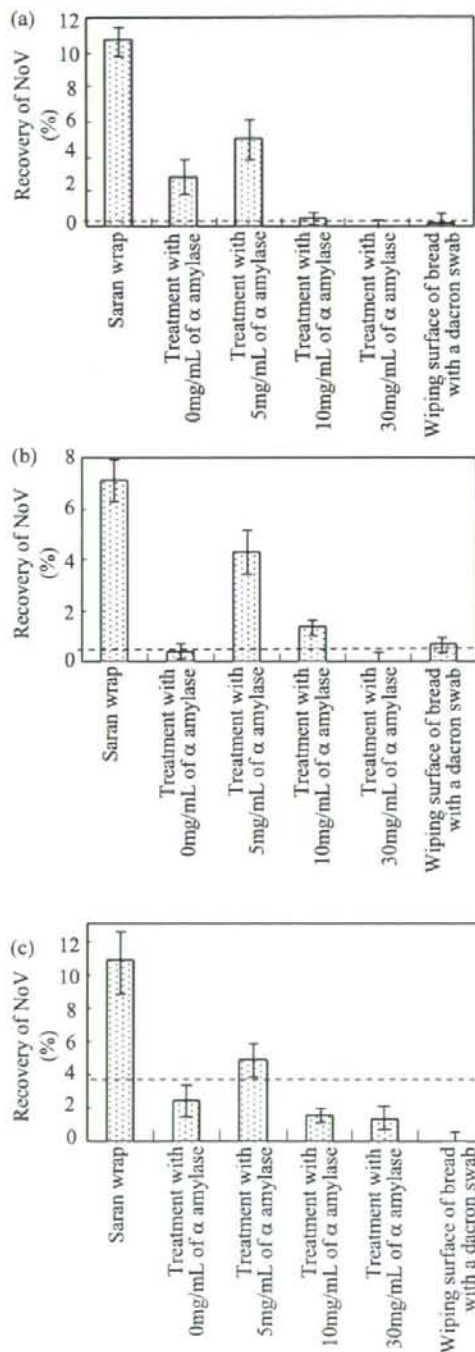 (a)
12
10
8
6
4
2
0
Recovery of NoV
(%)
Saran wrap
Treatment with
0mg/mL of α amylase
Treatment with
5mg/mL of α amylase
Treatment with
10mg/mL of α amylase
Treatment with
30mg/mL of α amylase
Wiping surface of bread
with a dacron swab
(b)
8
6
4
2
0
Recovery of NoV
(%)
Saran wrap
Treatment with
0mg/mL of α amylase
Treatment with
5mg/mL of α amylase
Treatment with
10mg/mL of α amylase
Treatment with
30mg/mL of α amylase
Wiping surface of bread
with a dacron swab
(c)
12
10
8
6
4
2
0
Recovery of NoV
(%)
Saran wrap
Treatment with
0mg/mL of α amylase
Treatment with
5mg/mL of α amylase
Treatment with
10mg/mL of α amylase
Treatment with
30mg/mL of α amylase
Wiping surface of bread
with a dacron swab